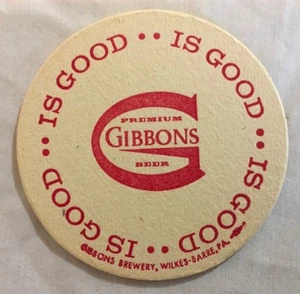 IS GOOD •• IS GOOD •• IS GOOD •• IS GOOD ••
G
PREMIUM
GIBBONS
BEER
GIBBONS BREWERY, WILKES-BARRE, PA.